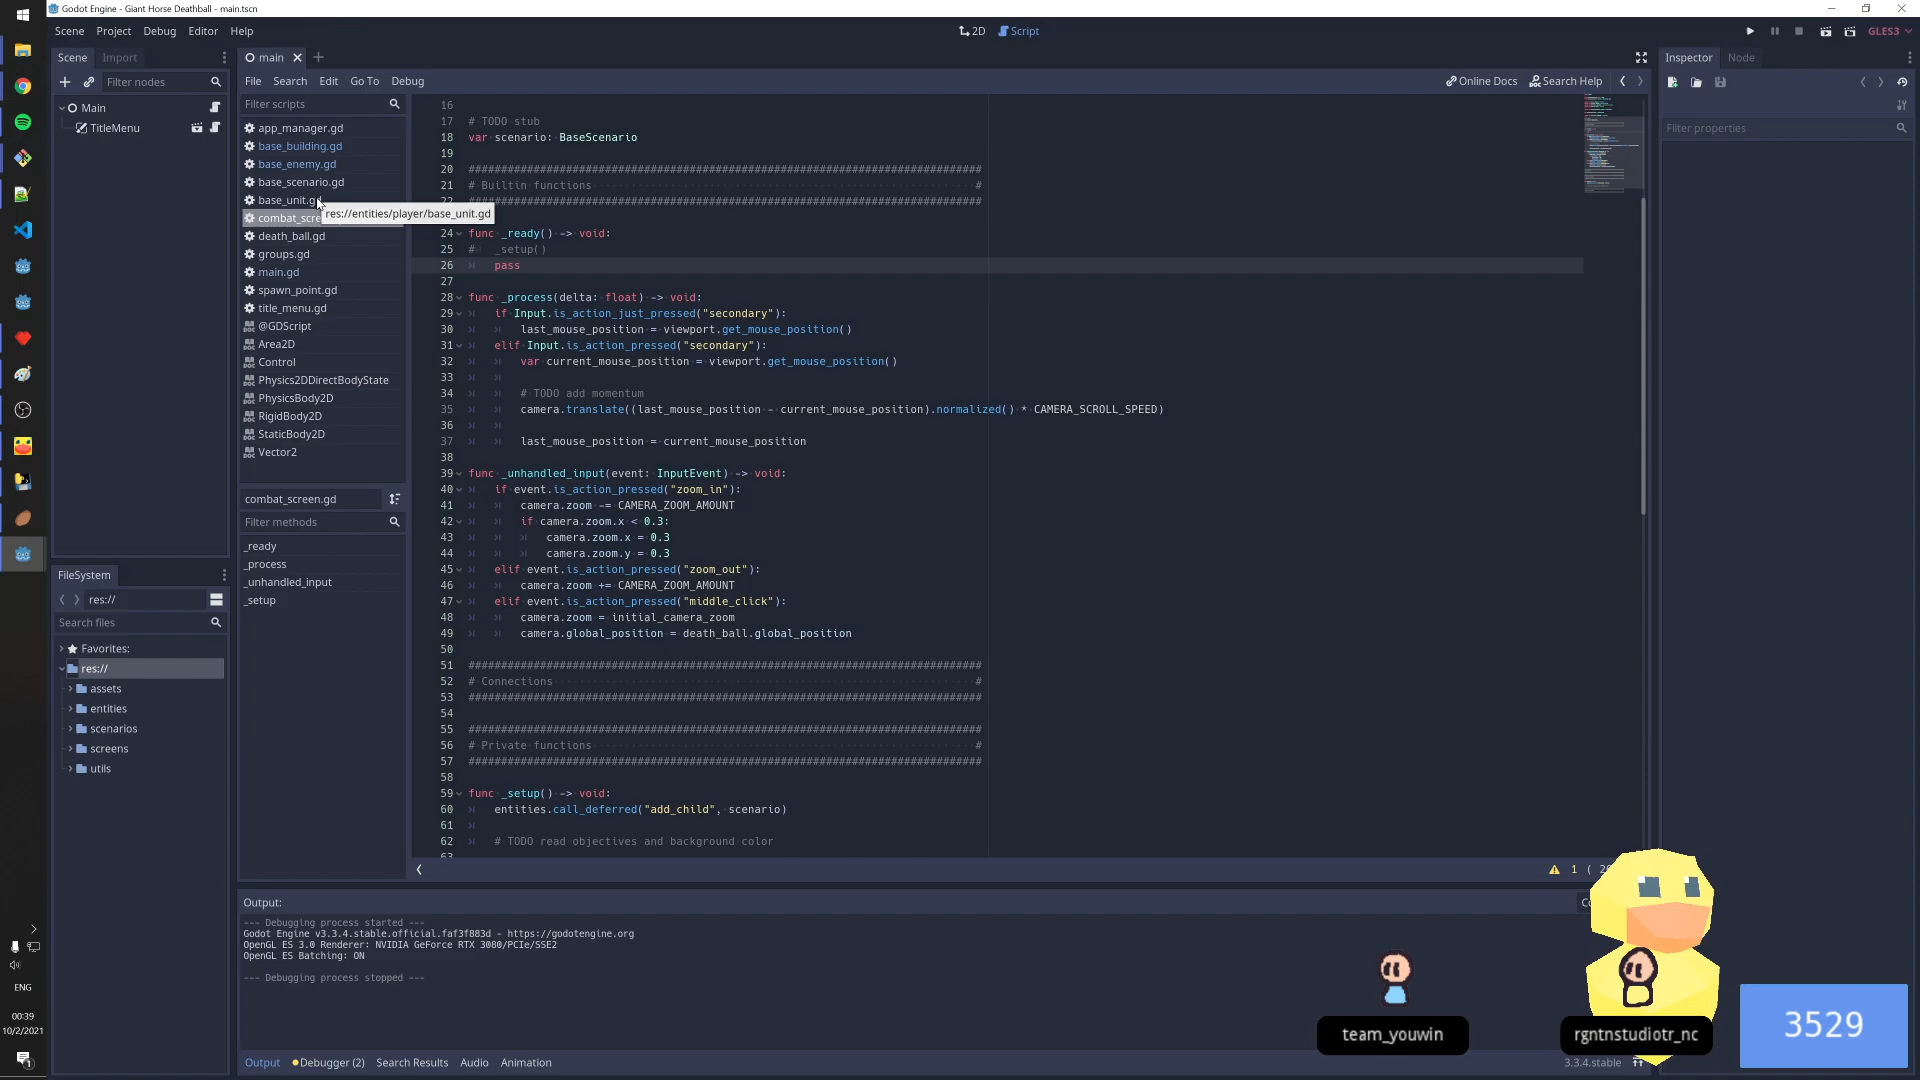 Godot Engine - Giant Horse Deathball - main.tscn
Scene Project Debug Editor Help
2D Script
GLES3
Scene Import
Filter nodes
Main
TitleMenu
main
File Search Edit Go To Debug
Online Docs Search Help
Filter scripts
app_manager.gd
base_building.gd
base_enemy.gd
base_scenario.gd
base_unit.g
res://entities/player/base_unit.gd
combat_scre
death_ball.gd
groups.gd
main.gd
spawn_point.gd
title_menu.gd
@GDScript
Area2D
Control
Physics2DDirectBodyState
PhysicsBody2D
RigidBody2D
StaticBody2D
Vector2
combat_screen.gd
Filter methods
_ready
_process
_unhandled_input
_setup
16
17 # TODO stub
18 var scenario: BaseScenario
19
20 ###############################################################################
21 # Builtin functions #
22 ###############################################################################
24 func _ready() -> void:
25 # _setup()
26 pass
27
28 func _process(delta: float) -> void:
29 if Input.is_action_just_pressed("secondary"):
30 last_mouse_position = viewport.get_mouse_position()
31 elif Input.is_action_pressed("secondary"):
32 var current_mouse_position = viewport.get_mouse_position()
33
34 # TODO add momentum
35 camera.translate((last_mouse_position - current_mouse_position).normalized() * CAMERA_SCROLL_SPEED)
36
37 last_mouse_position = current_mouse_position
38
39 func _unhandled_input(event: InputEvent) -> void:
40 if event.is_action_pressed("zoom_in"):
41 camera.zoom -= CAMERA_ZOOM_AMOUNT
42 if camera.zoom.x < 0.3:
43 camera.zoom.x = 0.3
44 camera.zoom.y = 0.3
45 elif event.is_action_pressed("zoom_out"):
46 camera.zoom += CAMERA_ZOOM_AMOUNT
47 elif event.is_action_pressed("middle_click"):
48 camera.zoom = initial_camera_zoom
49 camera.global_position = death_ball.global_position
50
51 ###############################################################################
52 # Connections #
53 ###############################################################################
54
55 ###############################################################################
56 # Private functions #
57 ###############################################################################
58
59 func _setup() -> void:
60 entities.call_deferred("add_child", scenario)
61
62 # TODO read objectives and background color
63
1 ( 2
Inspector Node
Filter properties
FileSystem
res://
Search files
Favorites:
res://
assets
entities
scenarios
screens
utils
Output:
--- Debugging process started ---
Godot Engine v3.3.4.stable.official.faf3f883d - https://godotengine.org
OpenGL ES 3.0 Renderer: NVIDIA GeForce RTX 3080/PCIe/SSE2
OpenGL ES Batching: ON
--- Debugging process stopped ---
Output Debugger (2) Search Results Audio Animation
3.3.4.stable
team_youwin
rgntnstudiotr_nc
3529
ENG
00:39
10/2/2021